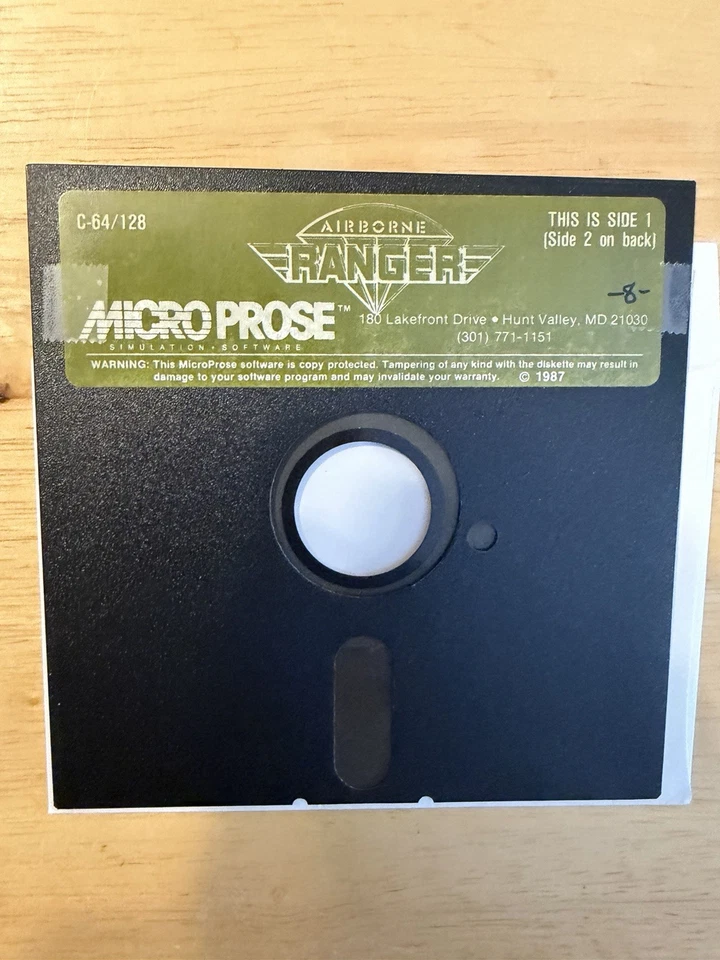 C-64/128
AIRBORNE
RANGER
THIS IS SIDE 1
(Side 2 on back)
-8-
MICROPROSE™
SIMULATION • SOFTWARE
180 Lakefront Drive • Hunt Valley, MD 21030
(301) 771-1151
WARNING: This MicroProse software is copy protected. Tampering of any kind with the diskette may result in
damage to your software program and may invalidate your warranty. © 1987